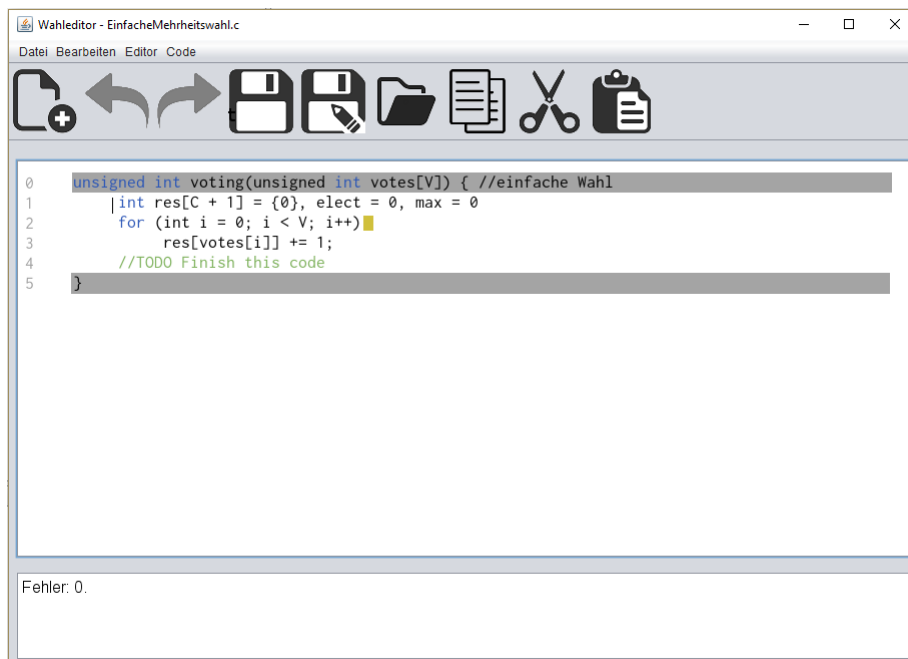 Wahleditor - EinfacheMehrheitswahl.c
Datei Bearbeiten Editor Code
t
0 unsigned int voting(unsigned int votes[V]) { //einfache Wahl
1 int res[C + 1] = {0}, elect = 0, max = 0
2 for (int i = 0; i < V; i++)
3 res[votes[i]] += 1;
4 //TODO Finish this code
5 }
Fehler: 0.